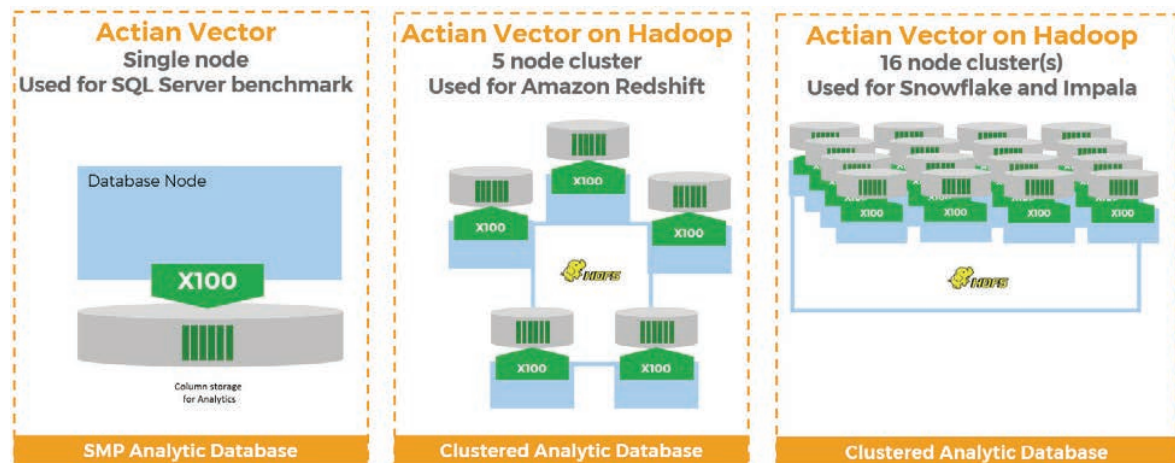 Actian Vector
Single node
Used for SQL Server benchmark
Database Node
X100
Column storage
for Analytics
SMP Analytic Database
Actian Vector on Hadoop
5 node cluster
Used for Amazon Redshift
X100
X100
X100
HDFS
X100
X100
Clustered Analytic Database
Actian Vector on Hadoop
16 node cluster(s)
Used for Snowflake and Impala
X100
X100
X100
X100
HDFS
Clustered Analytic Database